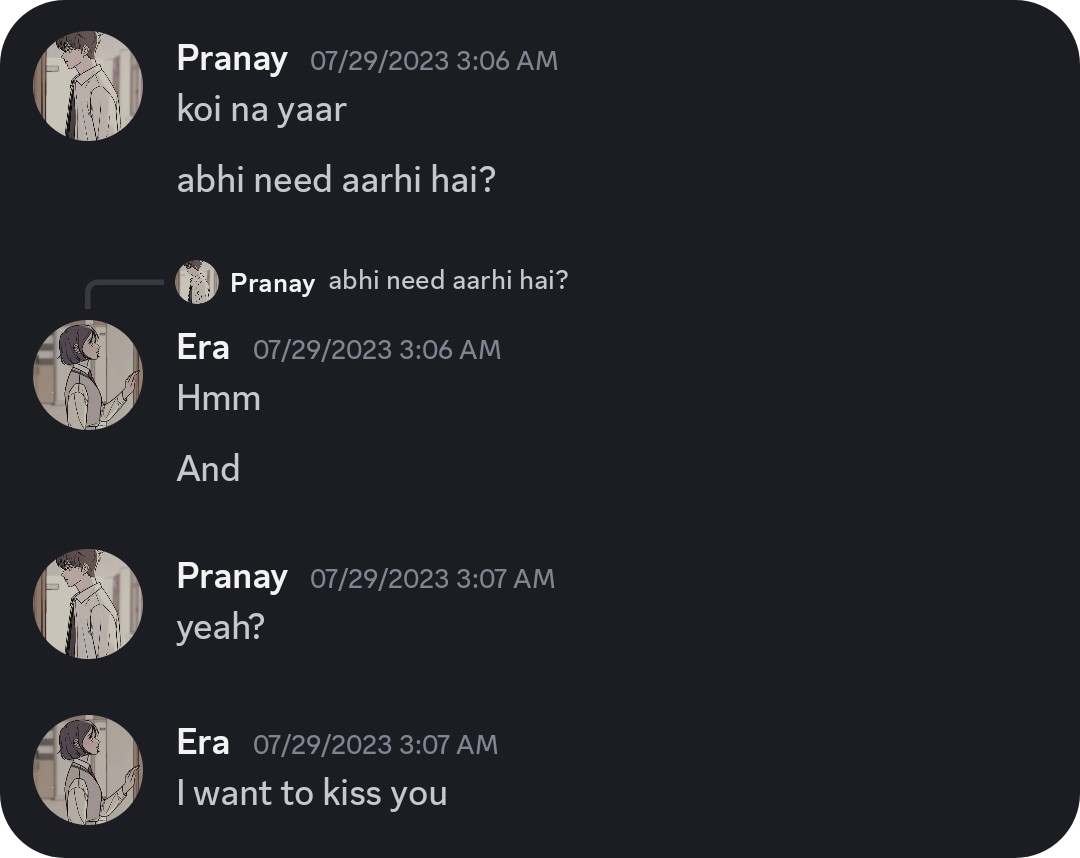 Pranay 07/29/2023 3:06 AM
koi na yaar
abhi need aarhi hai?
Pranay abhi need aarhi hai?
Era 07/29/2023 3:06 AM
Hmm
And
Pranay 07/29/2023 3:07 AM
yeah?
Era 07/29/2023 3:07 AM
I want to kiss you